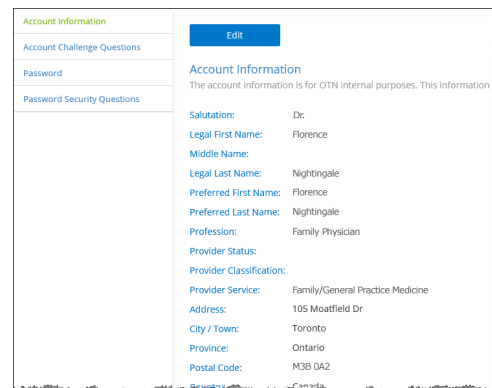 Account Information
Account Challenge Questions
Password
Password Security Questions
Edit
Account Information
The account information is for OTN internal purposes. This information
Salutation: Dr.
Legal First Name: Florence
Middle Name:
Legal Last Name: Nightingale
Preferred First Name: Florence
Preferred Last Name: Nightingale
Profession: Family Physician
Provider Status:
Provider Classification:
Provider Service: Family/General Practice Medicine
Address: 105 Moatfield Dr
City / Town: Toronto
Province: Ontario
Postal Code: M3B 0A2
Country: Canada